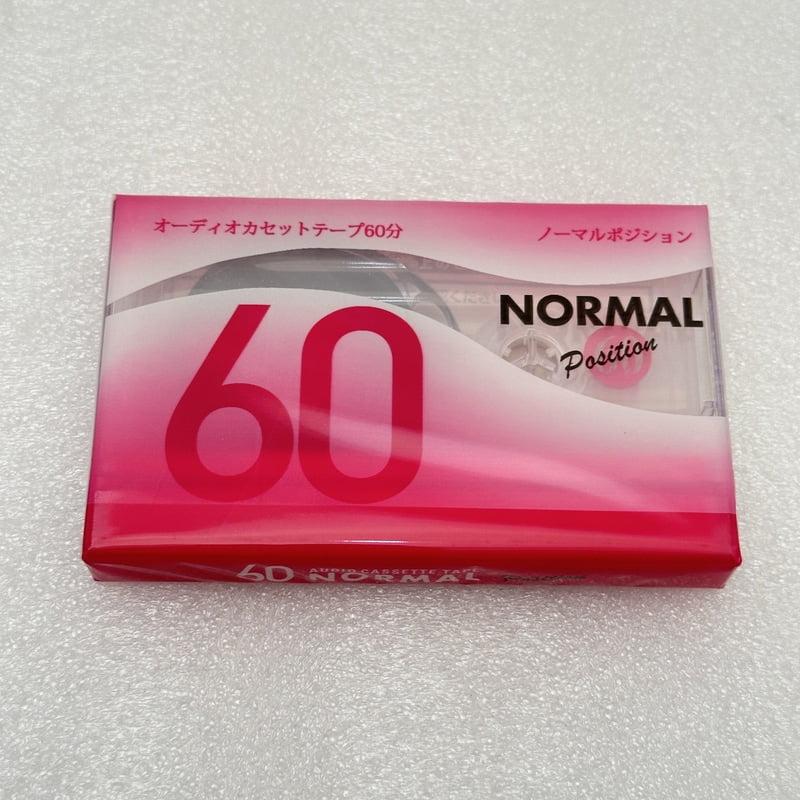 オーディオカセットテープ60分
ノーマルポジション
NORMAL
Position
60
60 AUDIO CASSETTE TAPE
NORMAL Position